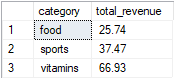 category total_revenue
1 food 25.74
2 sports 37.47
3 vitamins 66.93